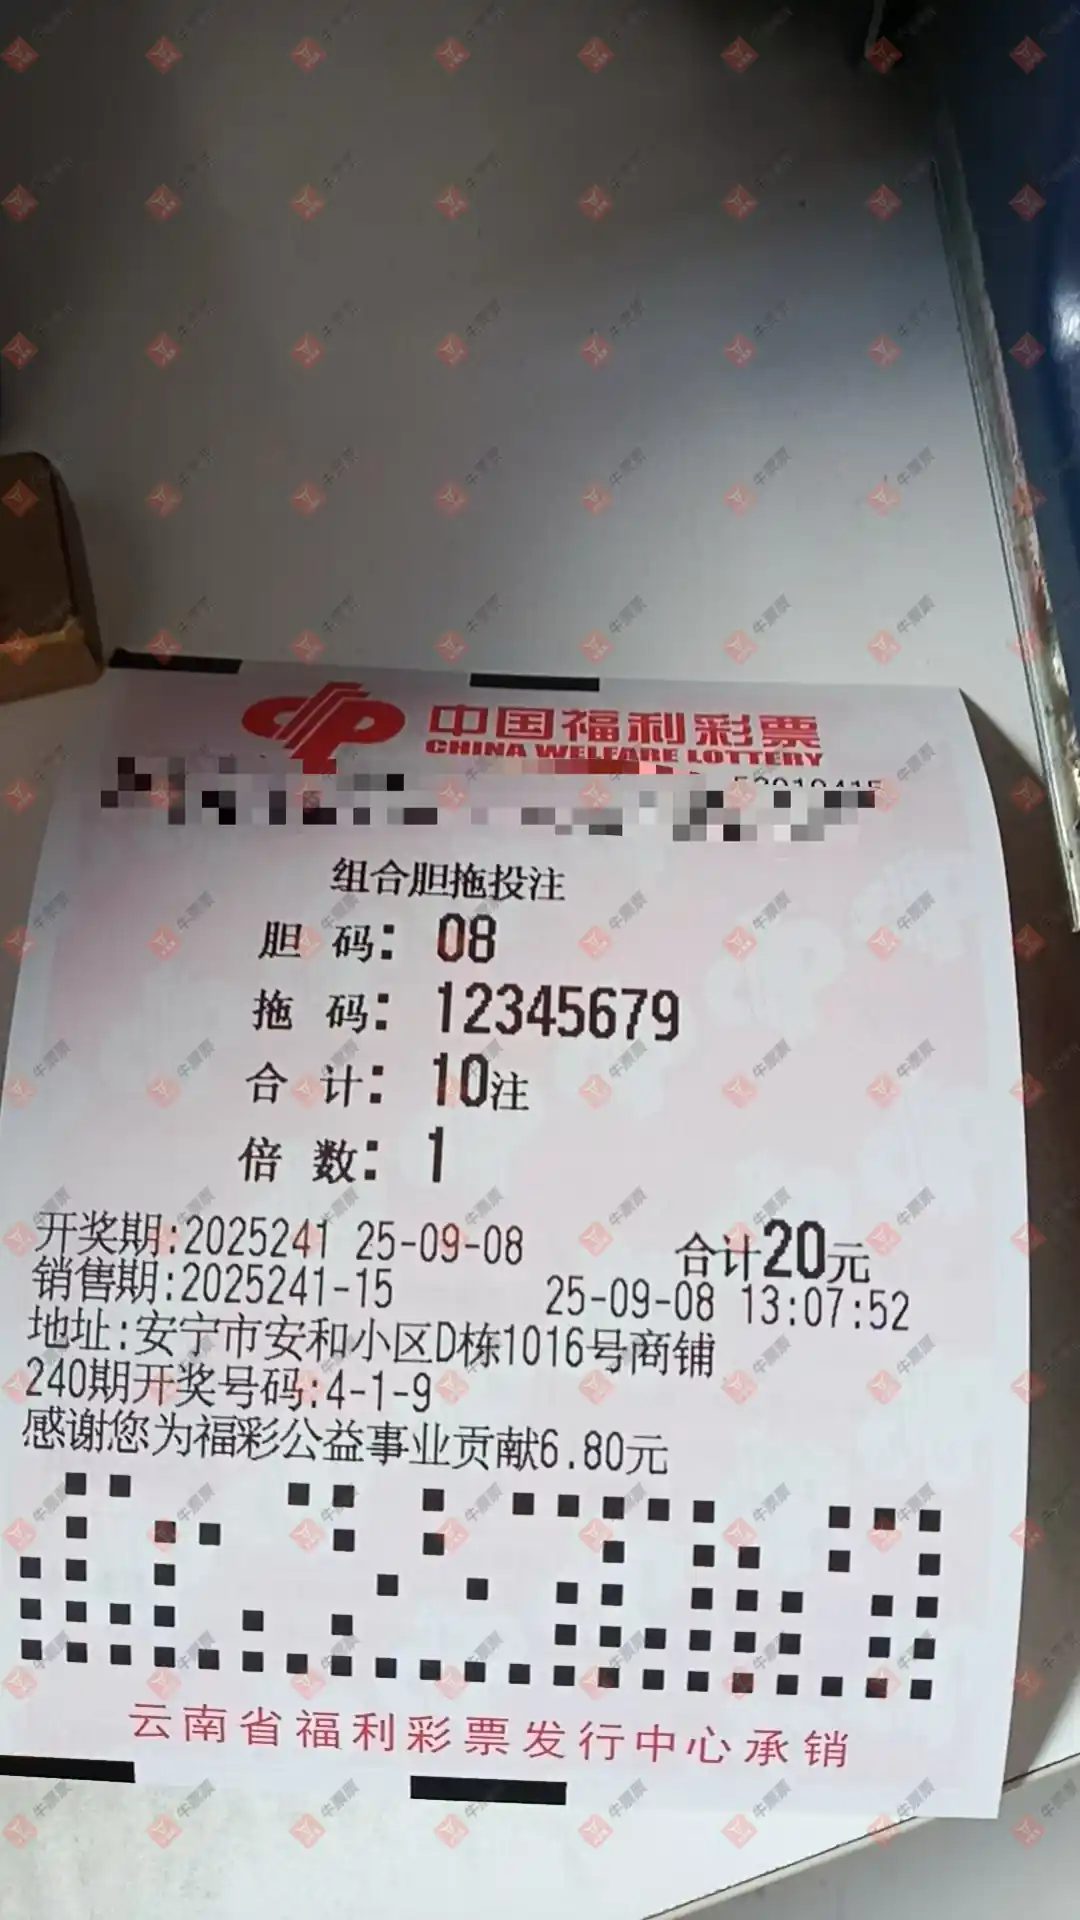 中国福利彩票
CHINA WELFARE LOTTERY
组合胆拖投注
胆 码: 08
拖 码: 12345679
合 计: 10注
倍 数: 1
开奖期:2025241 25-09-08 合计20元
销售期:2025241-15 25-09-08 13:07:52
地址:安宁市安和小区D栋1016号商铺
240期开奖号码:4-1-9
感谢您为福彩公益事业贡献6.80元
云南省福利彩票发行中心承销
牛票票